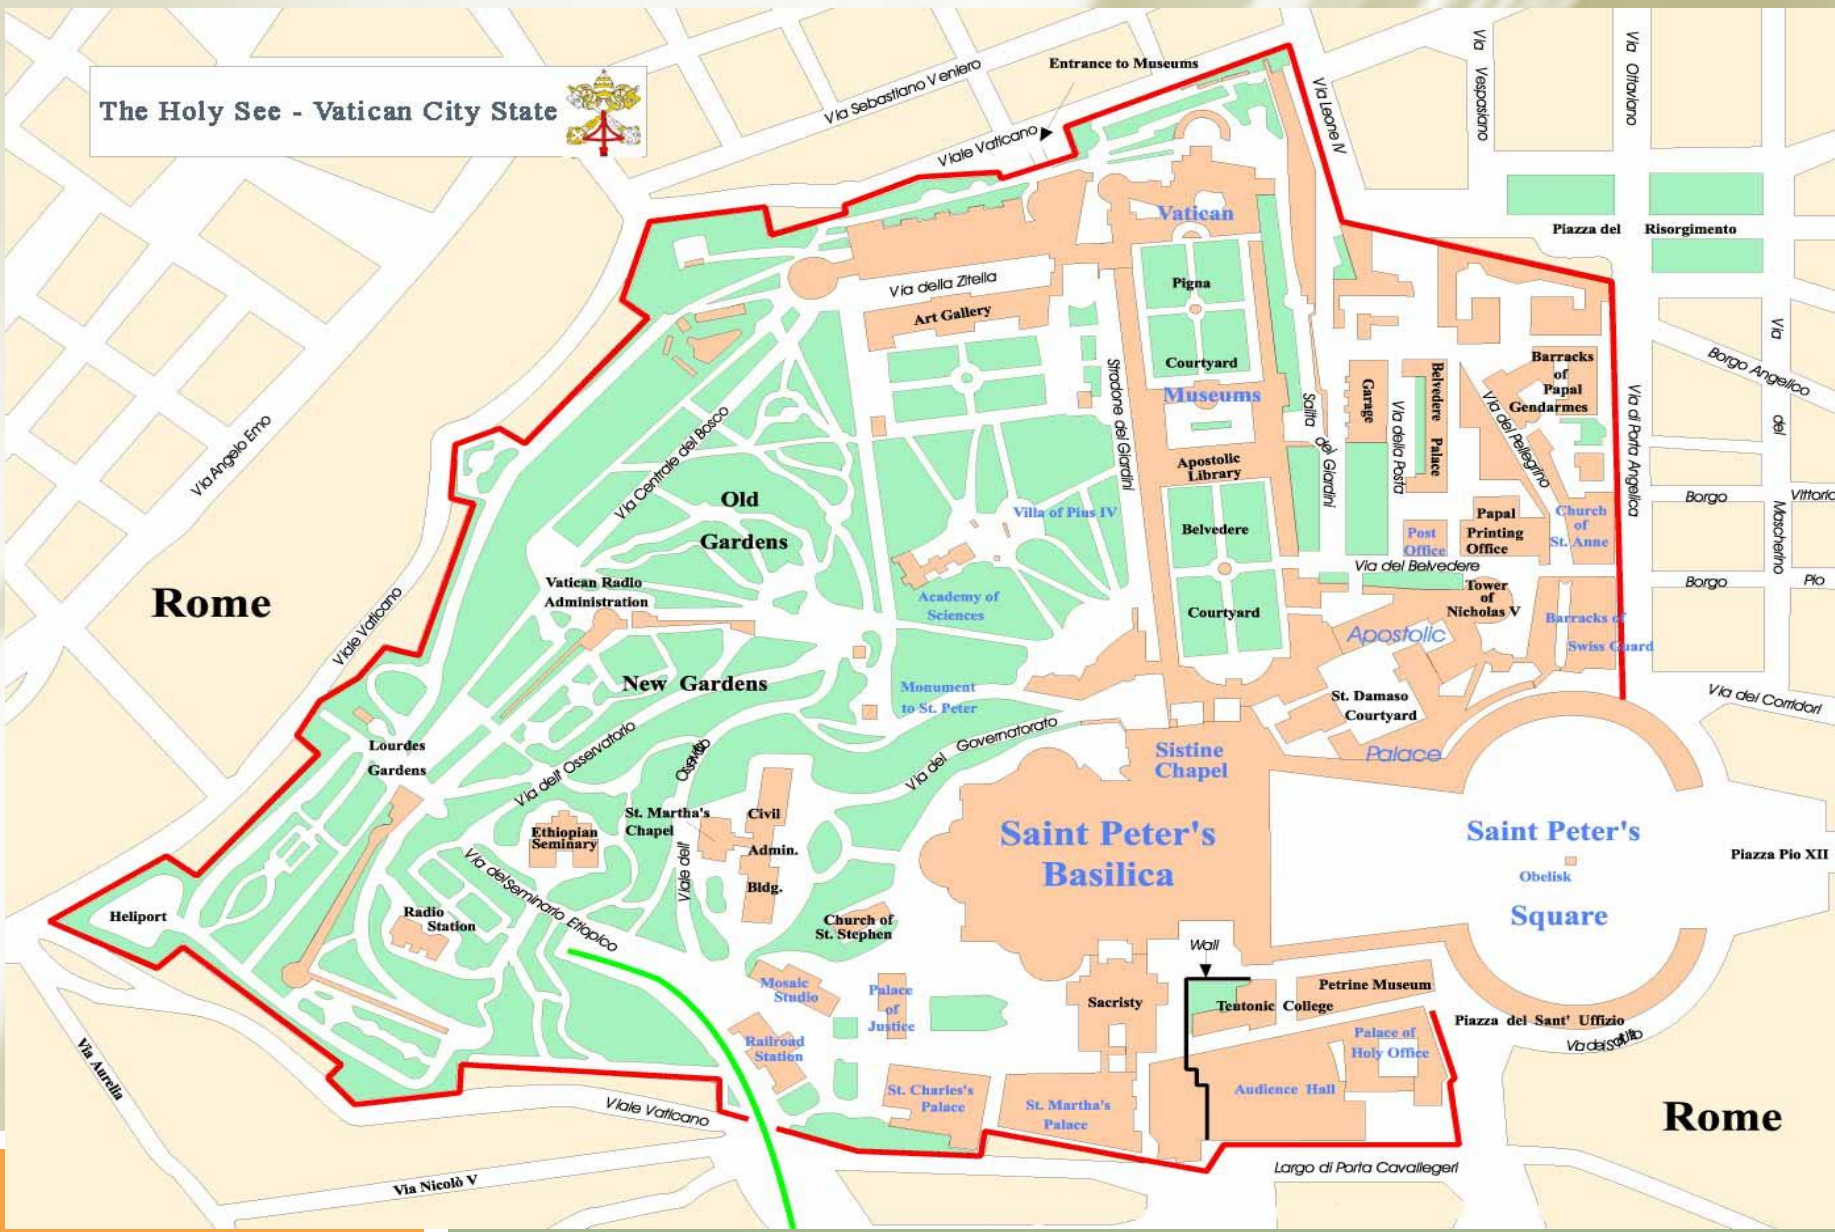 The Holy See - Vatican City State
Entrance to Museums
Via Sebastiano Veniero
Viale Vaticano
Via Leone IV
Via Vespasiano
Via Ottaviano
Piazza del Risorgimento
Vatican
Via della Zitella
Art Gallery
Pigna
Courtyard
Museums
Stradone dei Giardini
Salita dei Giardini
Garage
Via della Posta
Belvedere Palace
Via del Pellegrino
Barracks
of
Papal
Gendarmes
Via di Porta Angelica
Borgo Angelico
Via del Mascherino
Borgo Vittorio
Borgo Pio
Via Angelo Emo
Via Centrale del Bosco
Old
Gardens
Apostolic
Library
Villa of Pius IV
Belvedere
Courtyard
Post
Office
Papal
Printing
Office
Church
of
St. Anne
Via del Belvedere
Tower
of
Nicholas V
Barracks of
Swiss Guard
Apostolic
Palace
St. Damaso
Courtyard
Via dei Corridori
Rome
Viale Vaticano
Vatican Radio
Administration
Academy of
Sciences
New Gardens
Monument
to St. Peter
Via del Governatorato
Sistine
Chapel
Lourdes
Gardens
Via dell' Osservatorio
Ethiopian
Seminary
St. Martha's
Chapel
Civil
Admin.
Bldg.
Viale dell'
Via del Seminario Etiopico
Saint Peter's
Basilica
Saint Peter's
Obelisk
Square
Piazza Pio XII
Heliport
Radio
Station
Church of
St. Stephen
Wall
Mosaic
Studio
Palace
of
Justice
Sacristy
Teutonic College
Petrine Museum
Piazza del Sant' Uffizio
Palace of
Holy Office
Railroad
Station
St. Charles's
Palace
St. Martha's
Palace
Audience Hall
Via Aurelia
Viale Vaticano
Via Nicolò V
Largo di Porta Cavallegeri
Rome